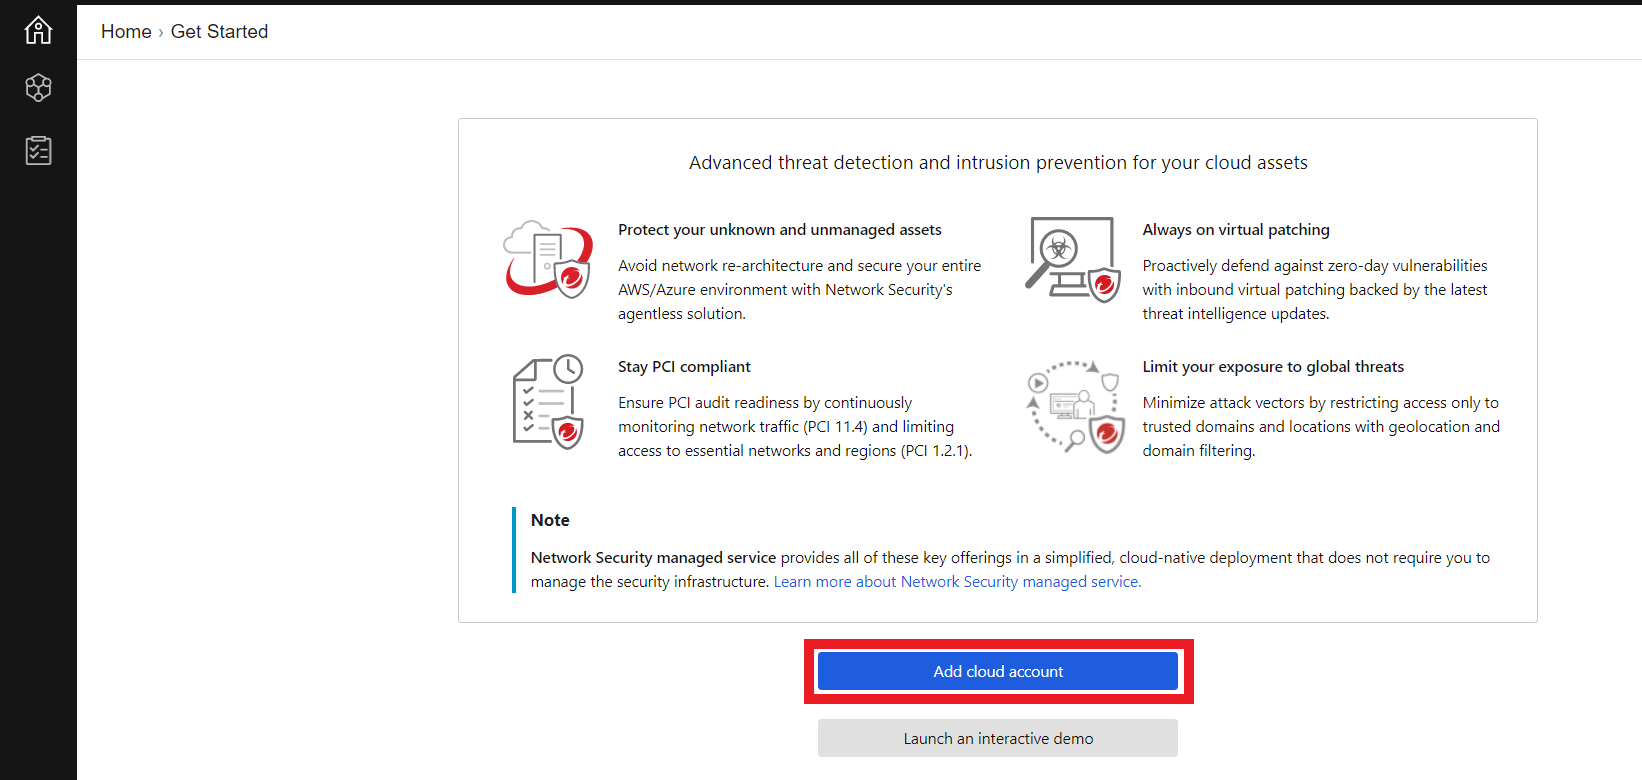 Home › Get Started
Advanced threat detection and intrusion prevention for your cloud assets
Protect your unknown and unmanaged assets
Avoid network re-architecture and secure your entire
AWS/Azure environment with Network Security's
agentless solution.
Always on virtual patching
Proactively defend against zero-day vulnerabilities
with inbound virtual patching backed by the latest
threat intelligence updates.
Stay PCI compliant
Ensure PCI audit readiness by continuously
monitoring network traffic (PCI 11.4) and limiting
access to essential networks and regions (PCI 1.2.1).
Limit your exposure to global threats
Minimize attack vectors by restricting access only to
trusted domains and locations with geolocation and
domain filtering.
Note
Network Security managed service provides all of these key offerings in a simplified, cloud-native deployment that does not require you to
manage the security infrastructure. Learn more about Network Security managed service.
Add cloud account
Launch an interactive demo